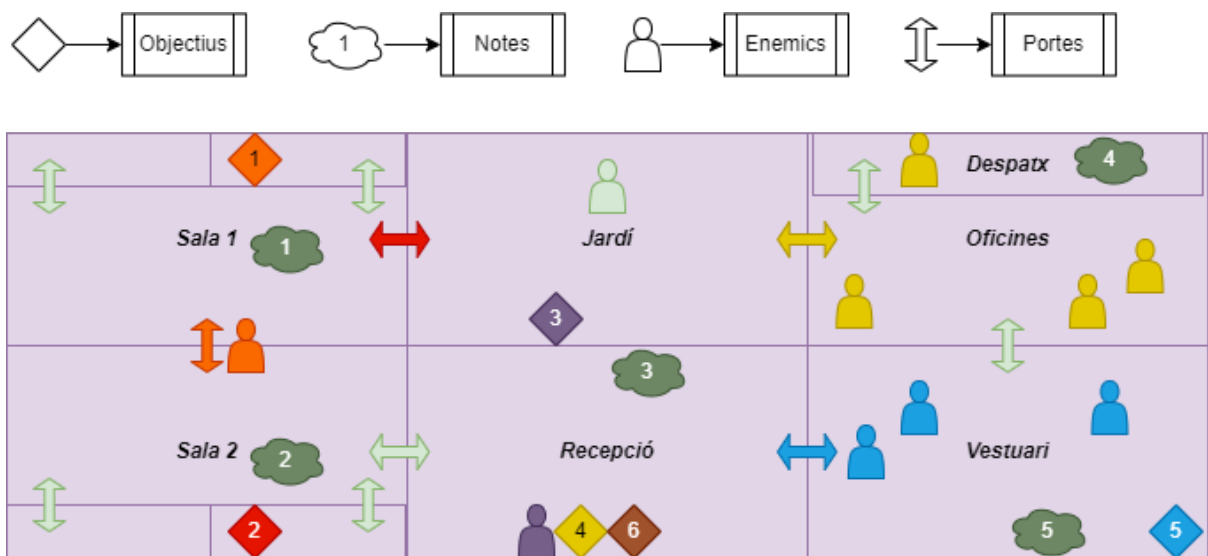 Objectius
1
Notes
Enemics
Portes
1
Despatx
4
Sala 1
1
Jardí
Oficines
3
3
Sala 2
2
Recepció
Vestuari
2
4
6
5
5